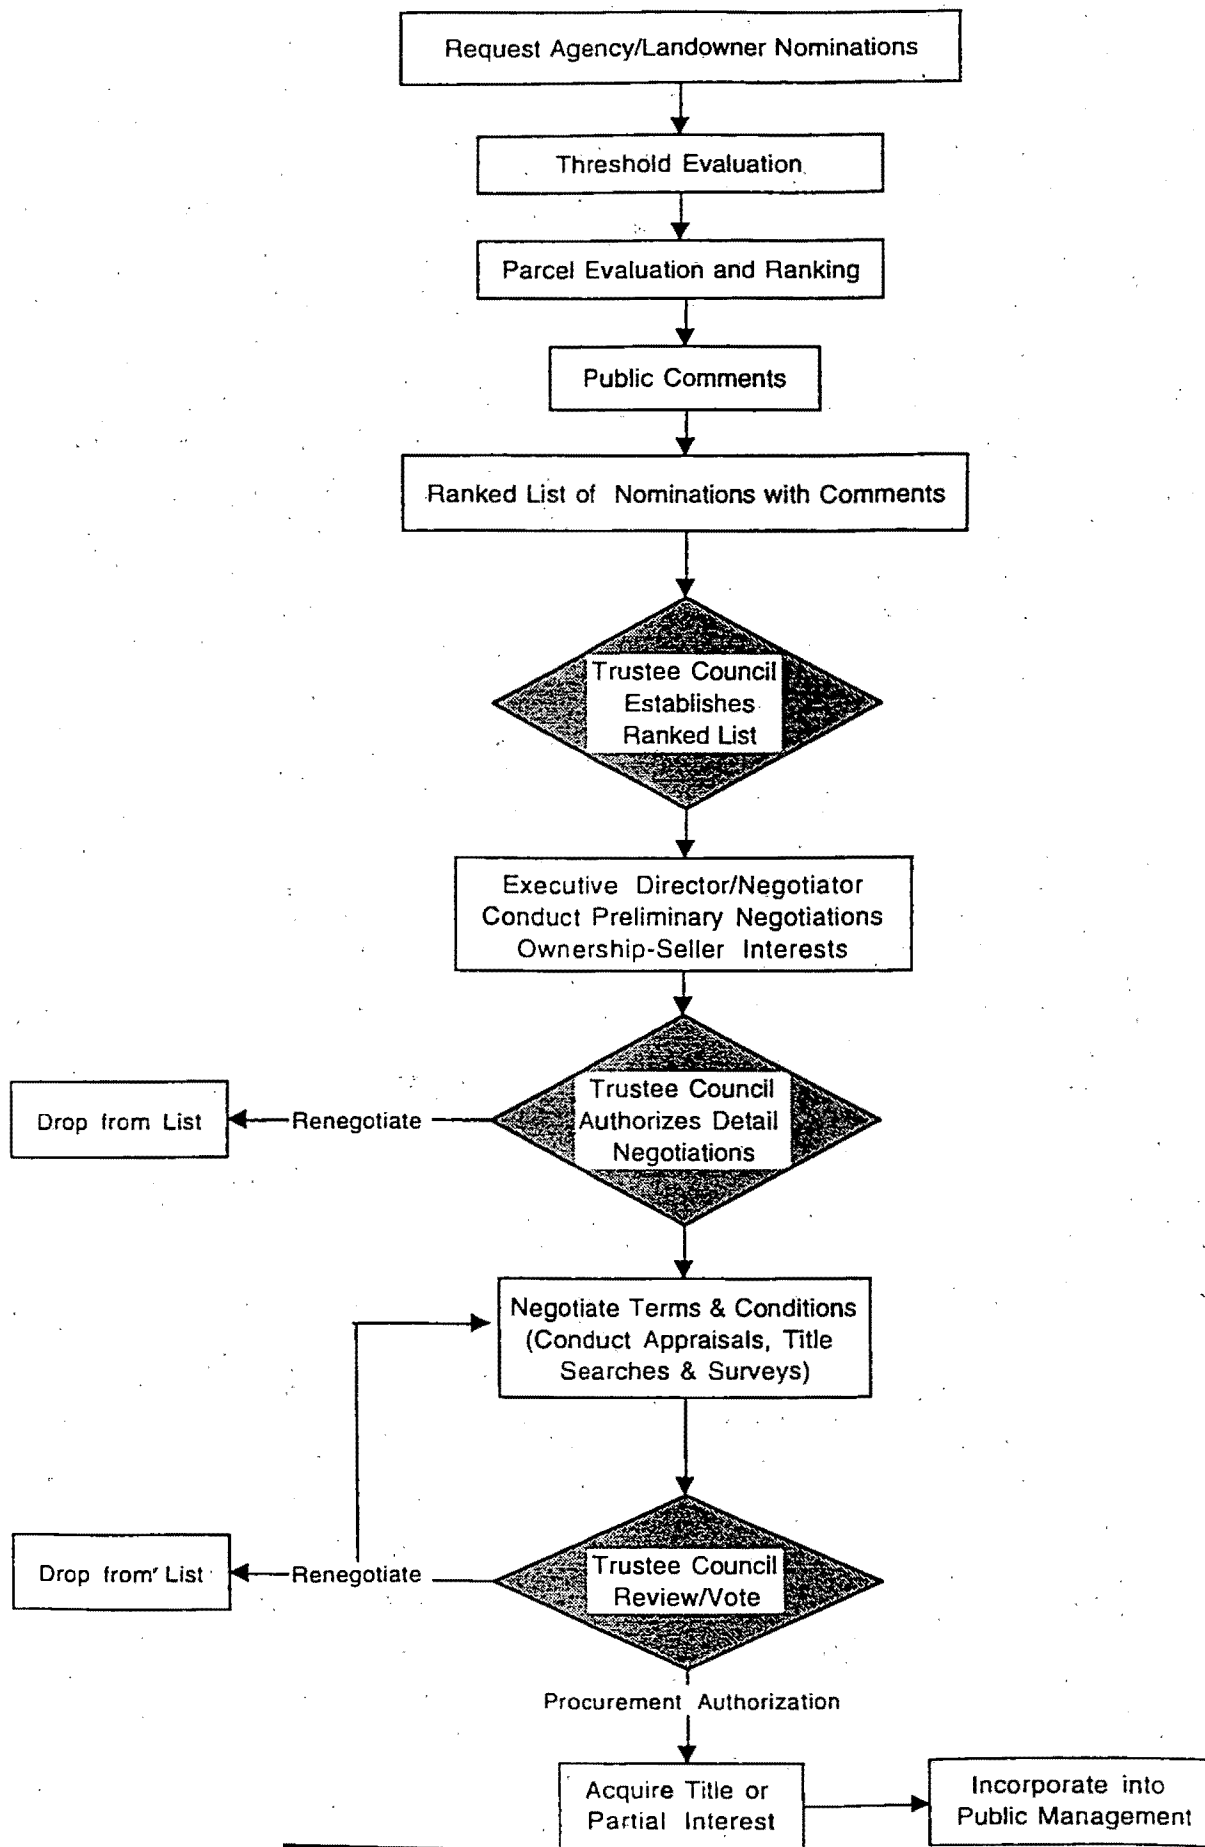 Request Agency/Landowner Nominations
Threshold Evaluation
Parcel Evaluation and Ranking
Public Comments
Ranked List of Nominations with Comments
Trustee Council
Establishes
Ranked List
Executive Director/Negotiator
Conduct Preliminary Negotiations
Ownership-Seller Interests
Trustee Council
Authorizes Detail
Negotiations
Renegotiate
Drop from List
Negotiate Terms & Conditions
(Conduct Appraisals, Title
Searches & Surveys)
Trustee Council
Review/Vote
Renegotiate
Drop from List
Procurement Authorization
Acquire Title or
Partial Interest
Incorporate into
Public Management